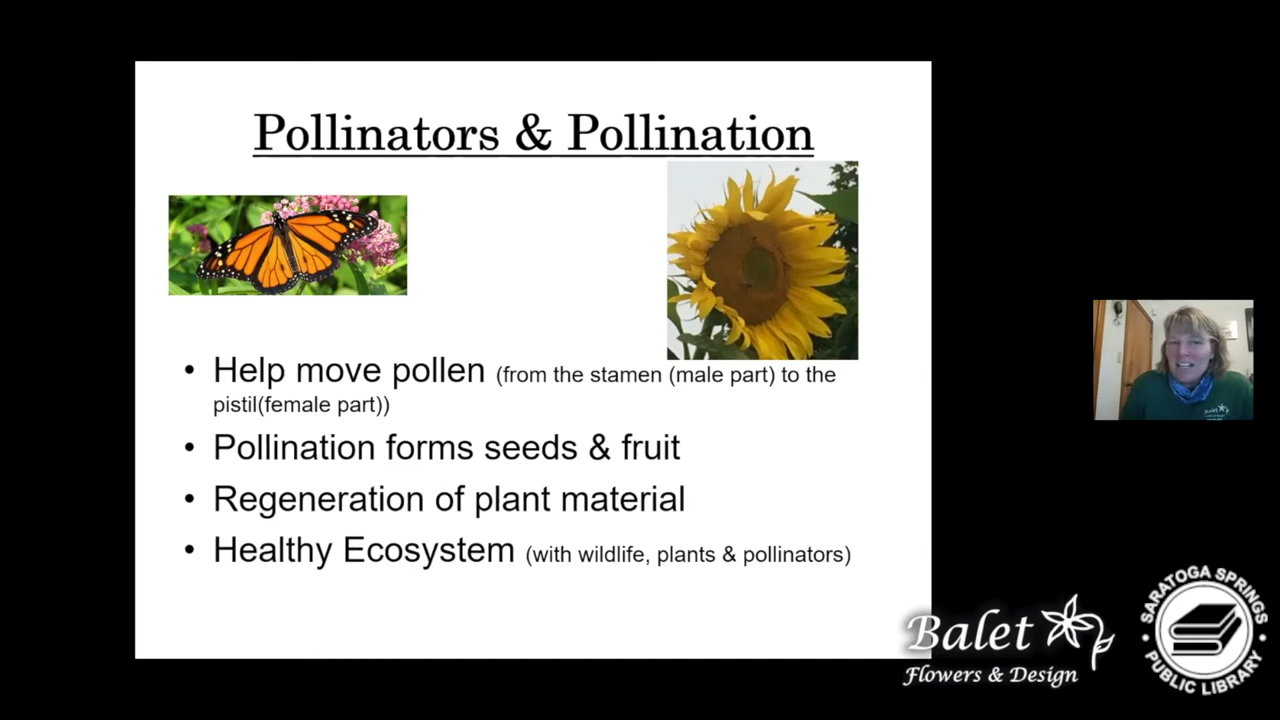 Pollinators & Pollination
• Help move pollen (from the stamen (male part) to the
pistil(female part))
• Pollination forms seeds & fruit
• Regeneration of plant material
• Healthy Ecosystem (with wildlife, plants & pollinators)
Balet
Balet
Flowers & Design
SARATOGA SPRINGS
PUBLIC LIBRARY